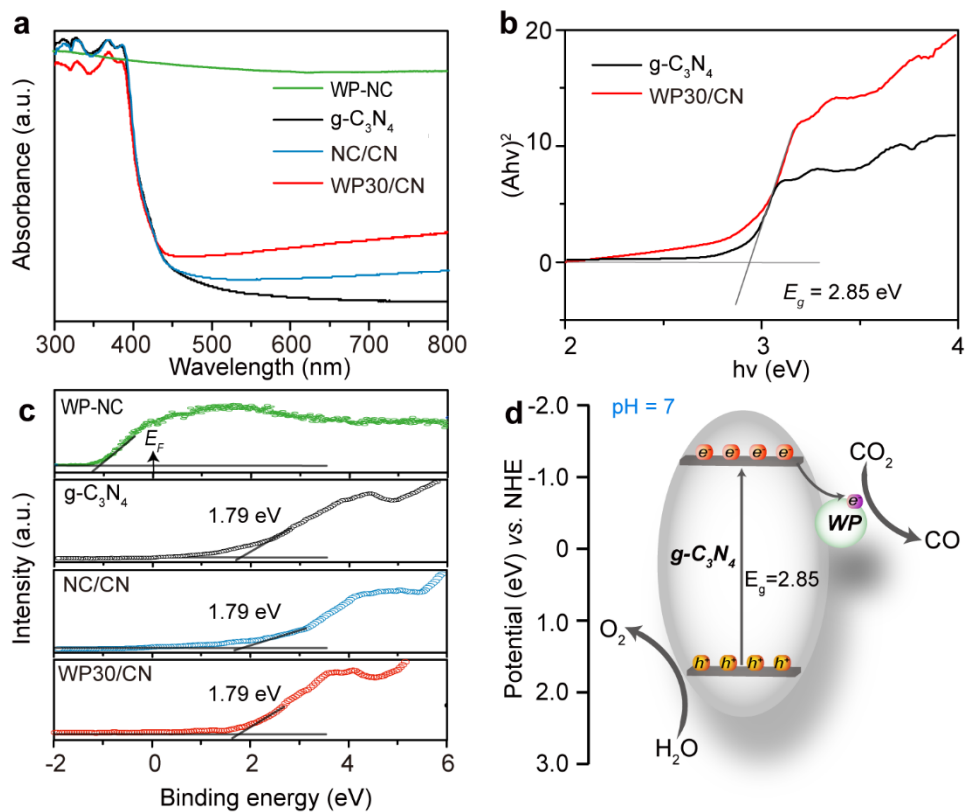 a
Absorbance (a.u.)
WP-NC
g-C₃N₄
NC/CN
WP30/CN
300 400 500 600 700 800
Wavelength (nm)
b
(Ahv)²
20
10
0
g-C₃N₄
WP30/CN
E_g = 2.85 eV
2 3 4
hv (eV)
c
Intensity (a.u.)
WP-NC
E_F
g-C₃N₄
1.79 eV
NC/CN
1.79 eV
WP30/CN
1.79 eV
-2 0 2 4 6
Binding energy (eV)
d
Potential (eV) vs. NHE
-2.0
-1.0
0
1.0
2.0
3.0
pH = 7
e⁻ e⁻ e⁻ e⁻
CO₂
e⁻
WP
CO
g-C₃N₄
E_g=2.85
O₂
h⁺ h⁺ h⁺ h⁺
H₂O